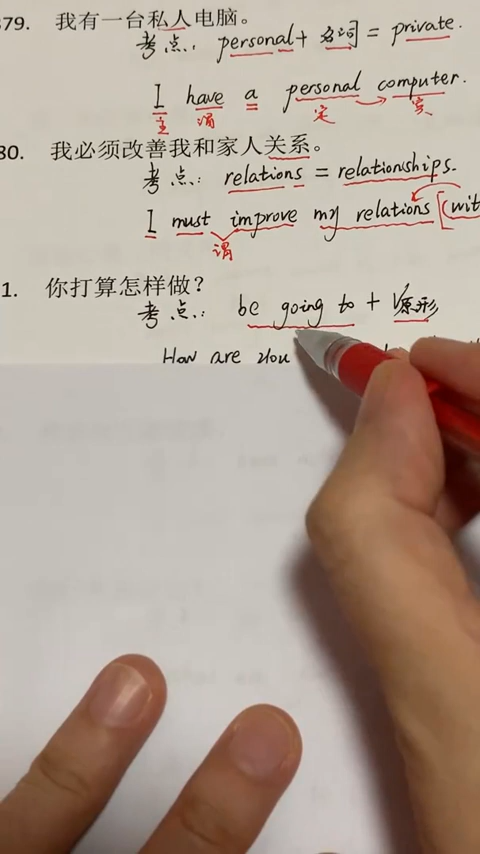 379. 我有一台私人电脑。
考点: personal + 名词 = private.
I have a personal computer.
主 谓 定 宾
80. 我必须改善我和家人关系。
考点: relations = relationships.
I must improve my relations [wit
谓
1. 你打算怎样做?
考点: be going to + V原形
How are you